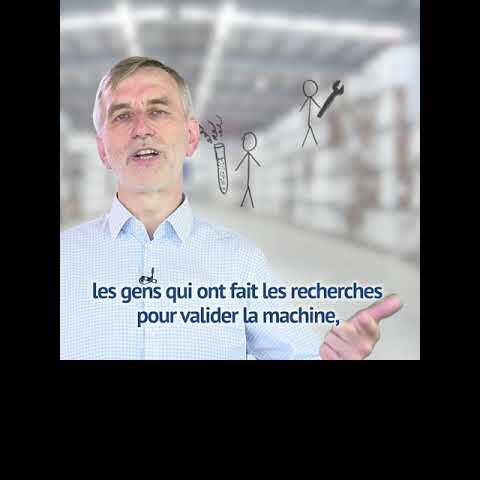 les gens qui ont fait les recherches
pour valider la machine,